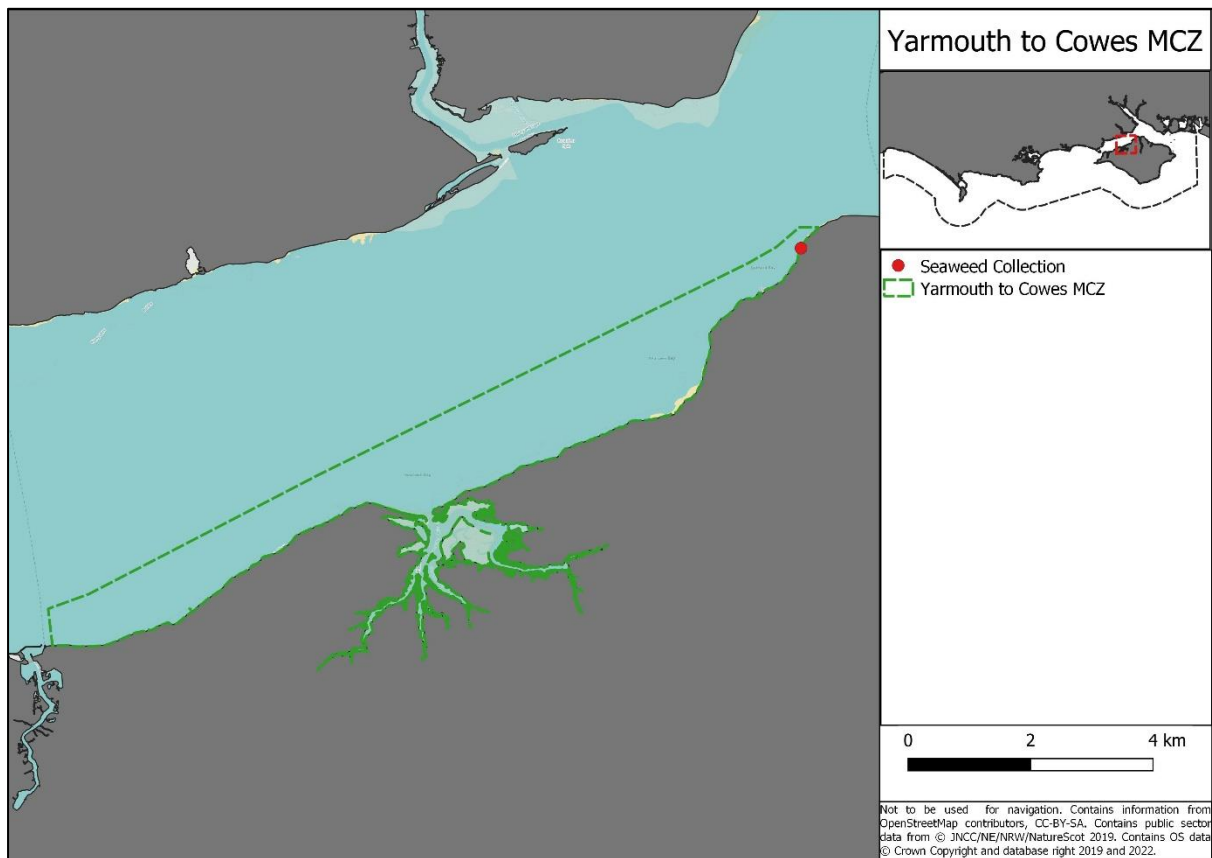 Yarmouth to Cowes MCZ
Seaweed Collection
Yarmouth to Cowes MCZ
0 2 4 km
Not to be used for navigation. Contains information from
OpenStreetMap contributors, CC-BY-SA. Contains public sector
data from © JNCC/NE/NRW/NatureScot 2019. Contains OS data
© Crown Copyright and database right 2019 and 2022.